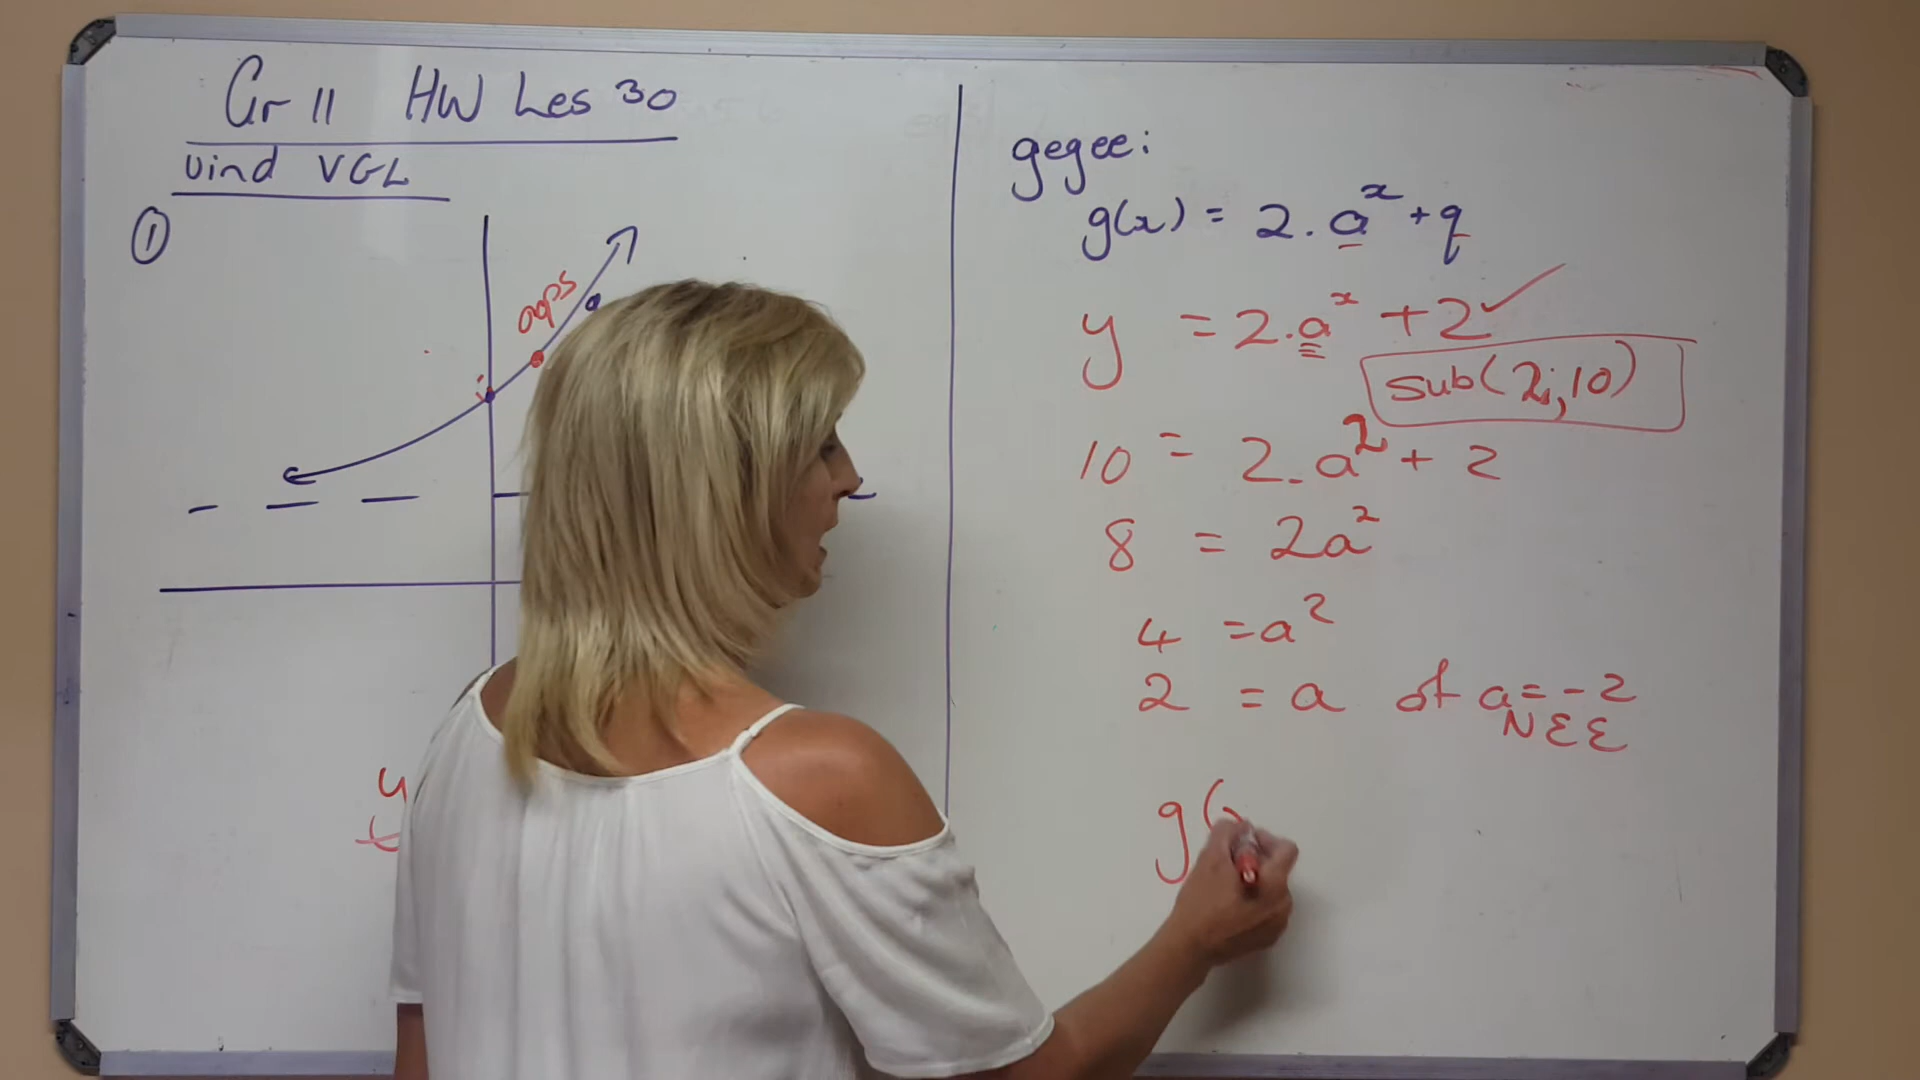 Gr 11 HW Les 30
vind VGL
①
oops
y
gegee:
g(x) = 2.a^x + q
y = 2.a^x + 2 ✓
sub(2;10)
10 = 2.a² + 2
8 = 2a²
4 = a²
2 = a of a = -2
NEE
g(